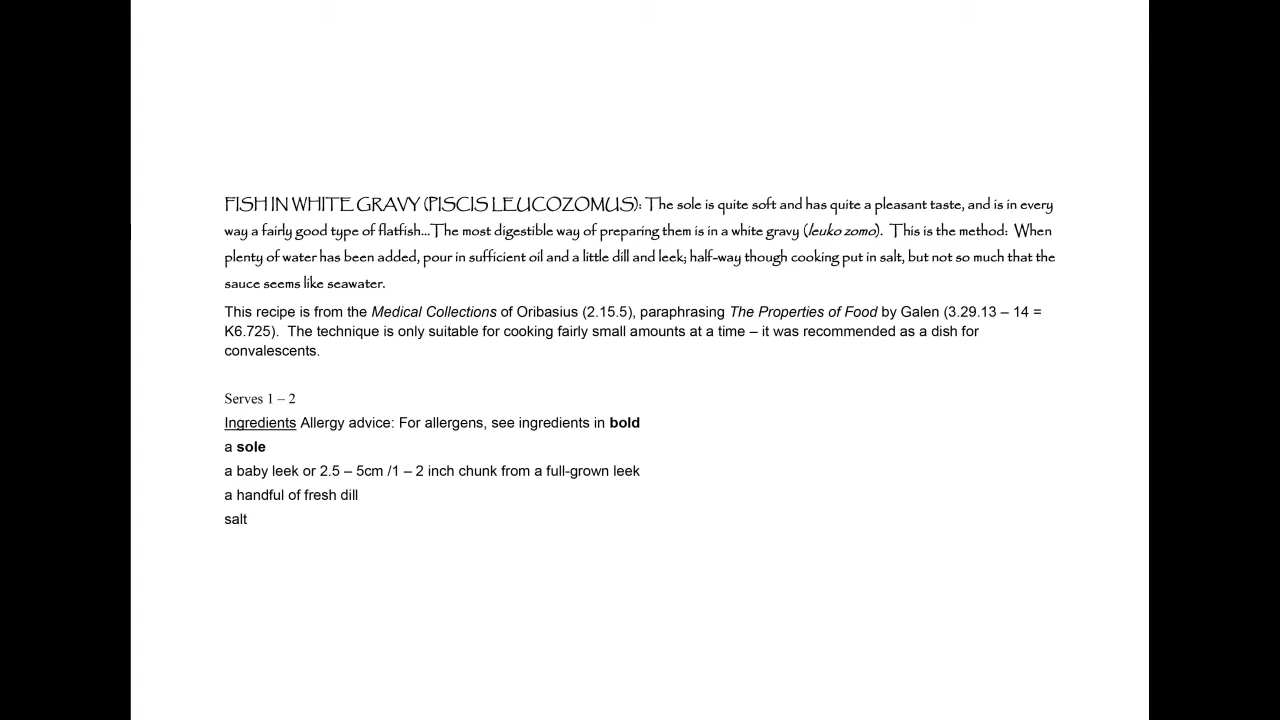 FISH IN WHITE GRAVY (PISCIS LEUCOZOMUS): The sole is quite soft and has quite a pleasant taste, and is in every
way a fairly good type of flatfish...The most digestible way of preparing them is in a white gravy (leuko zomo).  This is the method:  When
plenty of water has been added, pour in sufficient oil and a little dill and leek; half-way though cooking put in salt, but not so much that the
sauce seems like seawater.
This recipe is from the Medical Collections of Oribasius (2.15.5), paraphrasing The Properties of Food by Galen (3.29.13 – 14 =
K6.725).  The technique is only suitable for cooking fairly small amounts at a time – it was recommended as a dish for
convalescents.
Serves 1 – 2
Ingredients Allergy advice: For allergens, see ingredients in bold
a sole
a baby leek or 2.5 – 5cm /1 – 2 inch chunk from a full-grown leek
a handful of fresh dill
salt